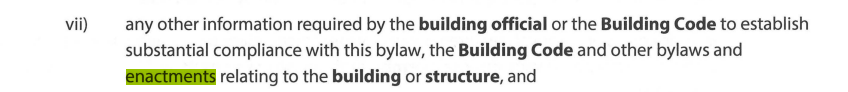 vii) any other information required by the building official or the Building Code to establish
substantial compliance with this bylaw, the Building Code and other bylaws and
enactments relating to the building or structure, and